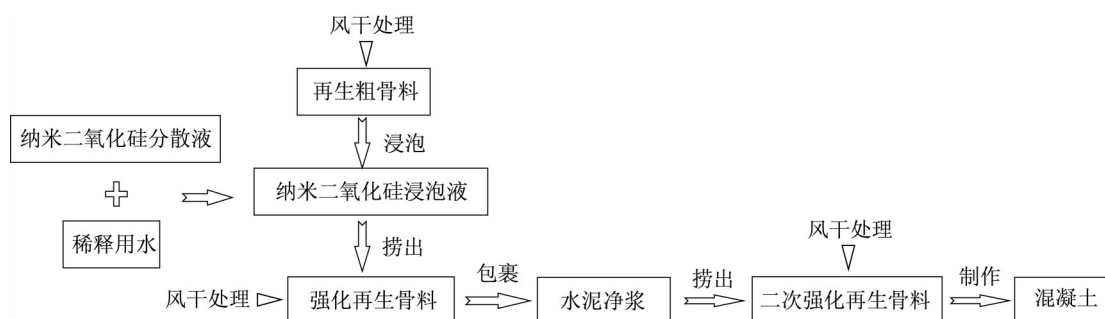 风干处理
再生粗骨料
浸泡
纳米二氧化硅分散液
纳米二氧化硅浸泡液
稀释用水
捞出
风干处理
风干处理
强化再生骨料
包裹
水泥净浆
捞出
二次强化再生骨料
制作
混凝土